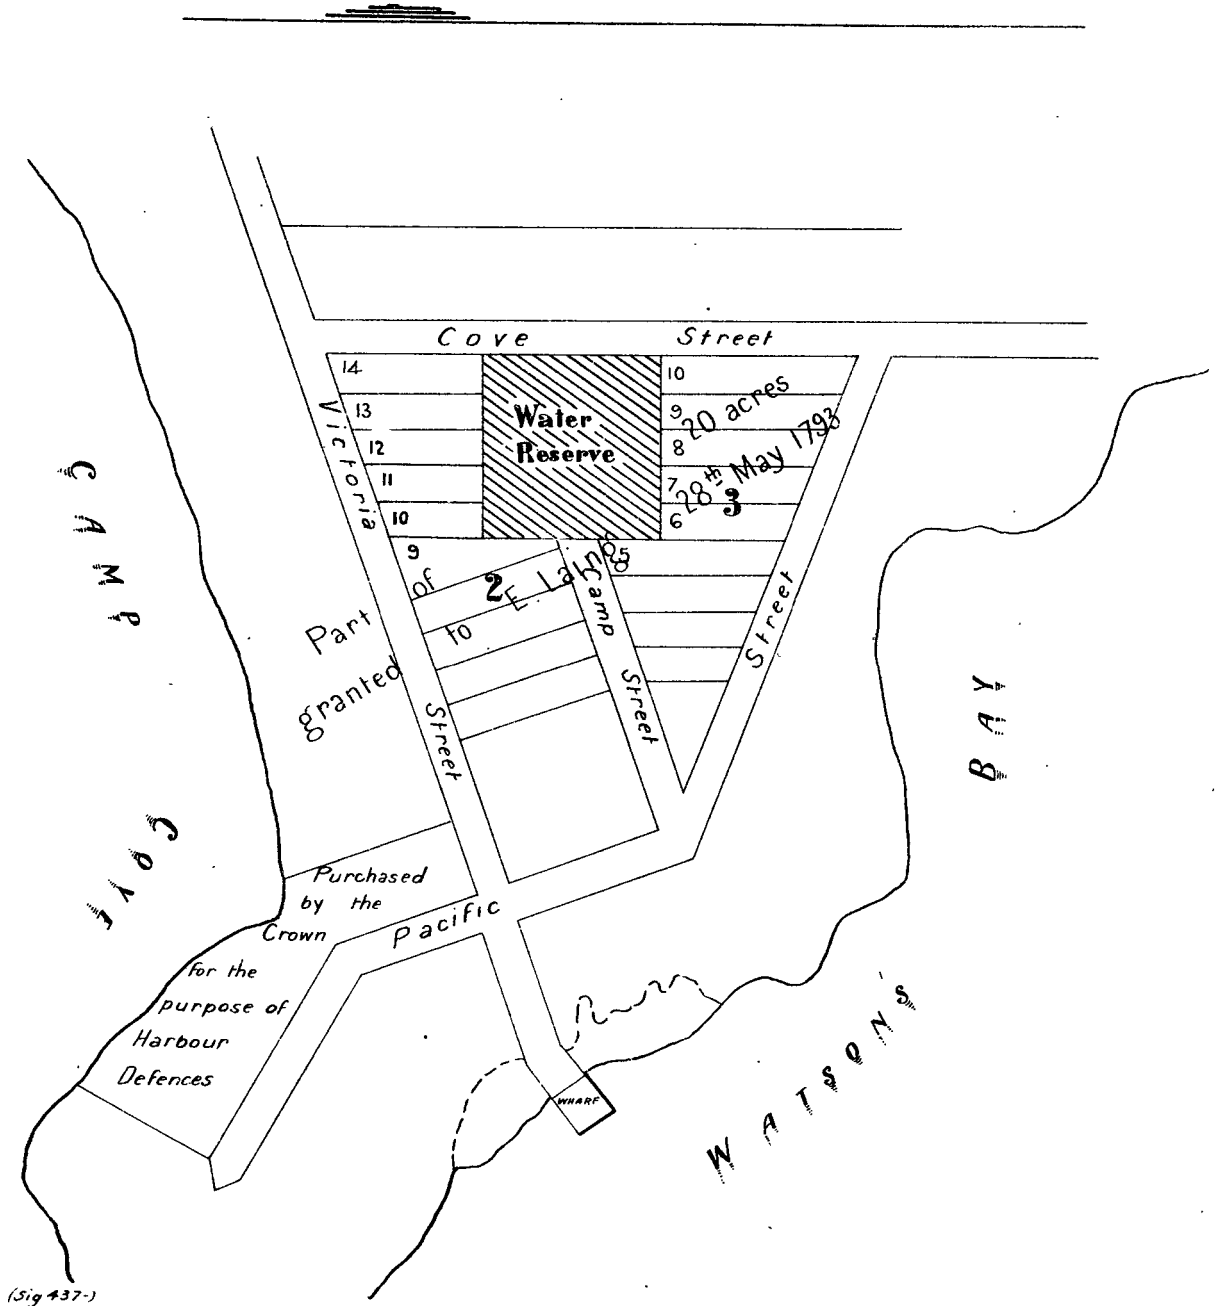 Cove Street
14
13
12
11
10
9
Water
Reserve
10
9
8
7
6
5
20 acres
28th May 1793
3
2
Part of
granted to E. Laing
Victoria Street
Camp Street
Pacific Street
CAMP COVE
WATSON'S BAY
Purchased
by the
Crown
for the
purpose of
Harbour
Defences
WHARF
(Sig 437-)